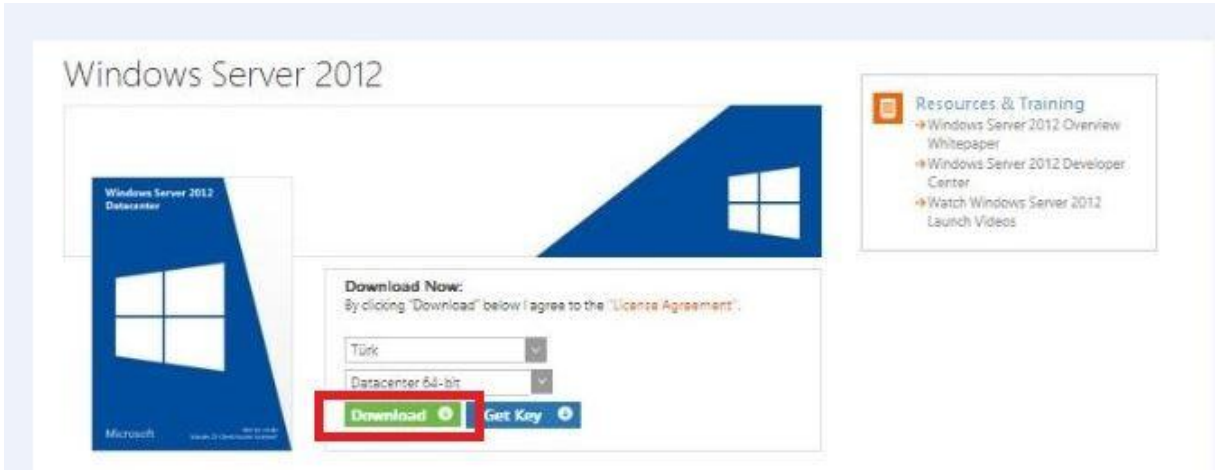 Windows Server 2012
Windows Server 2012
Datacenter
Microsoft
Download Now:
By clicking "Download" below I agree to the "License Agreement".
Türk
Datacenter 64-bit
Download
Get Key
Resources & Training
Windows Server 2012 Overview
Whitepaper
Windows Server 2012 Developer
Center
Watch Windows Server 2012
Launch Videos